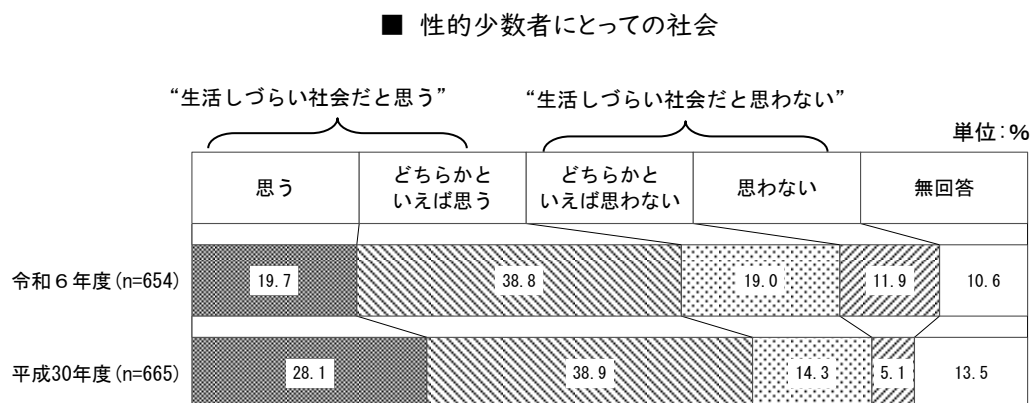 ■ 性的少数者にとっての社会
“生活しづらい社会だと思う” “生活しづらい社会だと思わない”
単位：％
思う
どちらかと
いえば思う
どちらかと
いえば思わない
思わない
無回答
令和６年度(n=654) 19.7 38.8 19.0 11.9 10.6
平成30年度(n=665) 28.1 38.9 14.3 5.1 13.5